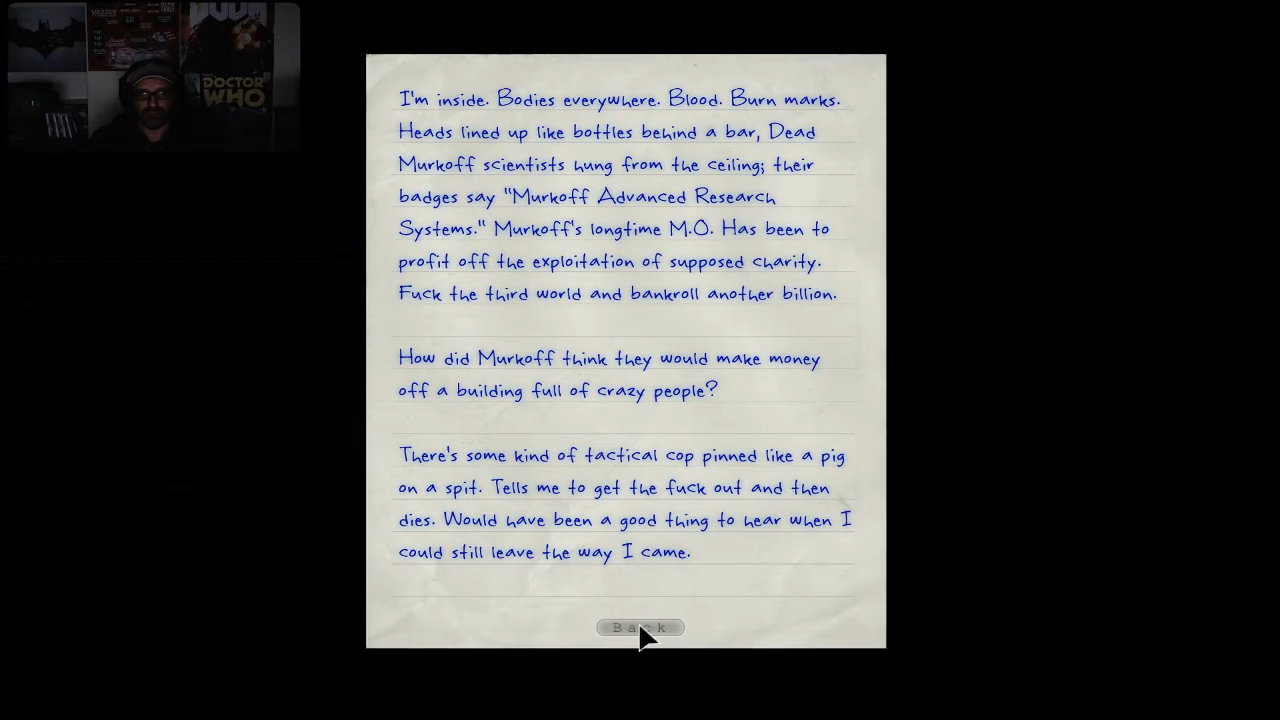 DOOM
DOCTOR
WHO
I'm inside. Bodies everywhere. Blood. Burn marks.
Heads lined up like bottles behind a bar, Dead
Murkoff scientists hung from the ceiling; their
badges say "Murkoff Advanced Research
Systems." Murkoff's longtime M.O. Has been to
profit off the exploitation of supposed charity.
Fuck the third world and bankroll another billion.
How did Murkoff think they would make money
off a building full of crazy people?
There's some kind of tactical cop pinned like a pig
on a spit. Tells me to get the fuck out and then
dies. Would have been a good thing to hear when I
could still leave the way I came.
Back